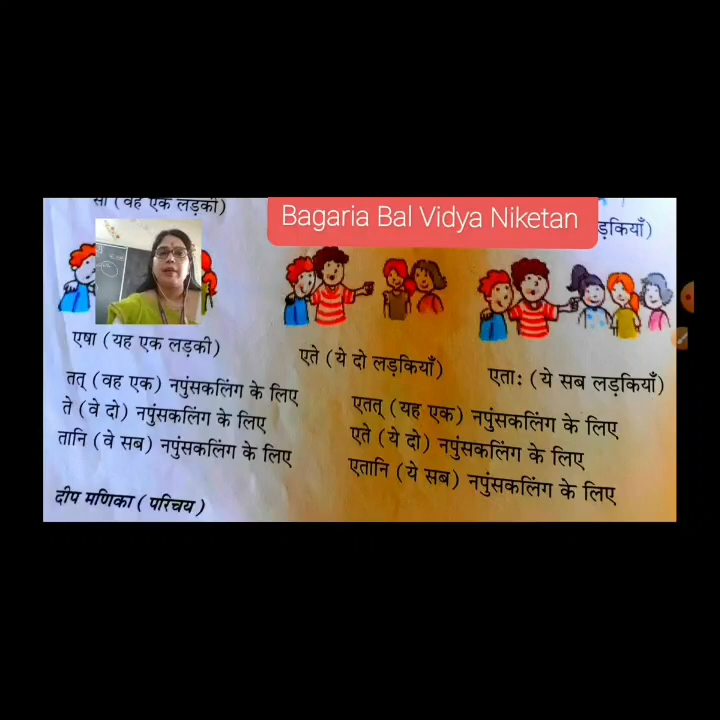 सा (वह एक लड़की)
Bagaria Bal Vidya Niketan
ड़कियाँ)
एषा (यह एक लड़की)
एते (ये दो लड़कियाँ)
एताः (ये सब लड़कियाँ)
तत् (वह एक) नपुंसकलिंग के लिए
ते (वे दो) नपुंसकलिंग के लिए
तानि (वे सब) नपुंसकलिंग के लिए
एतत् (यह एक) नपुंसकलिंग के लिए
एते (ये दो) नपुंसकलिंग के लिए
एतानि (ये सब) नपुंसकलिंग के लिए
दीप मणिका (परिचय)